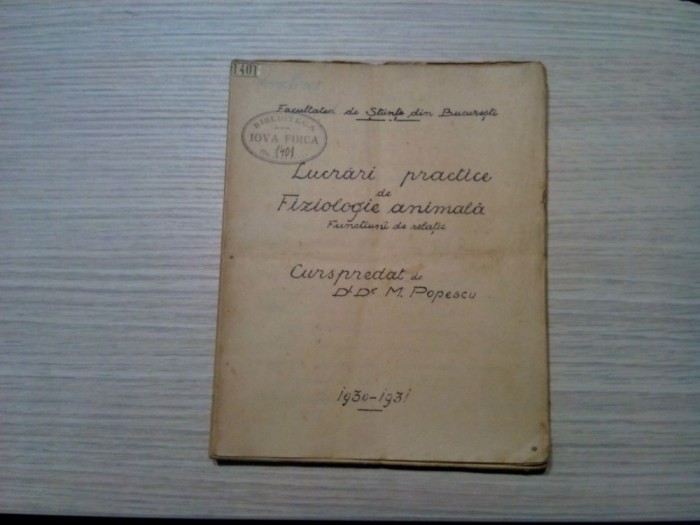 1401
Facultatea de Științe din București
BIBLIOTECA
IOVA FIRCA
No. 1401
Lucrări practice
de
Fiziologie animală
Funcțiuni de relație
Curs predat de
Dl. Dr. M. Popescu
1930-1931